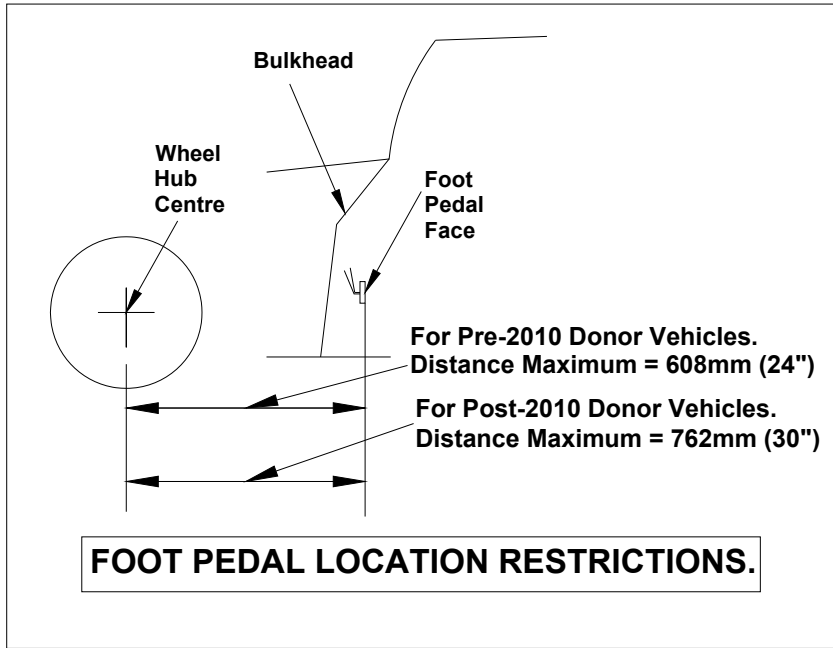 Bulkhead
Wheel
Hub
Centre
Foot
Pedal
Face
For Pre-2010 Donor Vehicles.
Distance Maximum = 608mm (24")
For Post-2010 Donor Vehicles.
Distance Maximum = 762mm (30")
FOOT PEDAL LOCATION RESTRICTIONS.